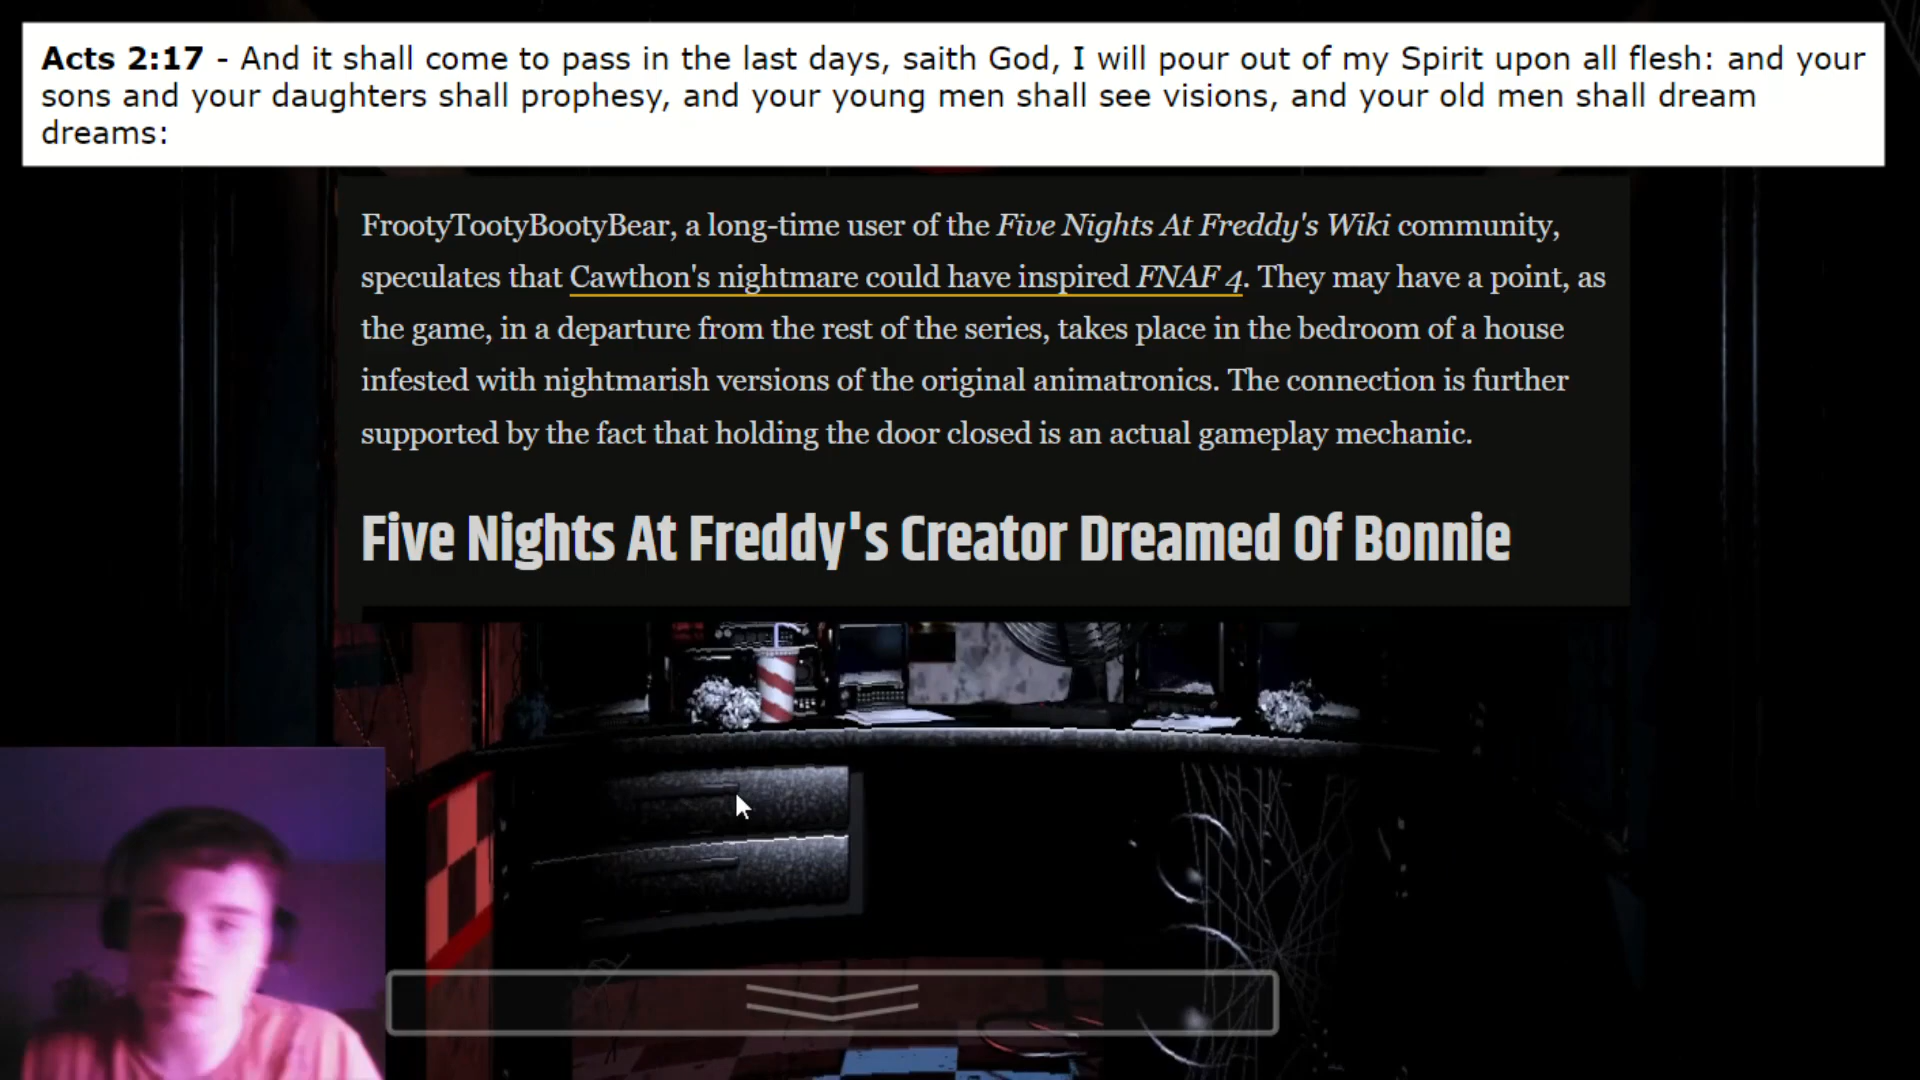 Acts 2:17 - And it shall come to pass in the last days, saith God, I will pour out of my Spirit upon all flesh: and your
sons and your daughters shall prophesy, and your young men shall see visions, and your old men shall dream
dreams:
FrootyTootyBootyBear, a long-time user of the Five Nights At Freddy's Wiki community,
speculates that Cawthon's nightmare could have inspired FNAF 4. They may have a point, as
the game, in a departure from the rest of the series, takes place in the bedroom of a house
infested with nightmarish versions of the original animatronics. The connection is further
supported by the fact that holding the door closed is an actual gameplay mechanic.
Five Nights At Freddy's Creator Dreamed Of Bonnie